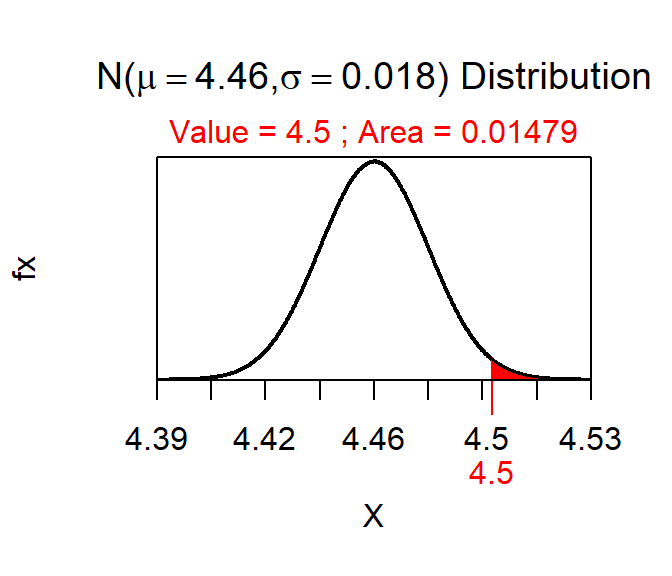 N(μ = 4.46,σ = 0.018) Distribution
Value = 4.5 ; Area = 0.01479
fx
4.39 4.42 4.46 4.5 4.53
4.5
X